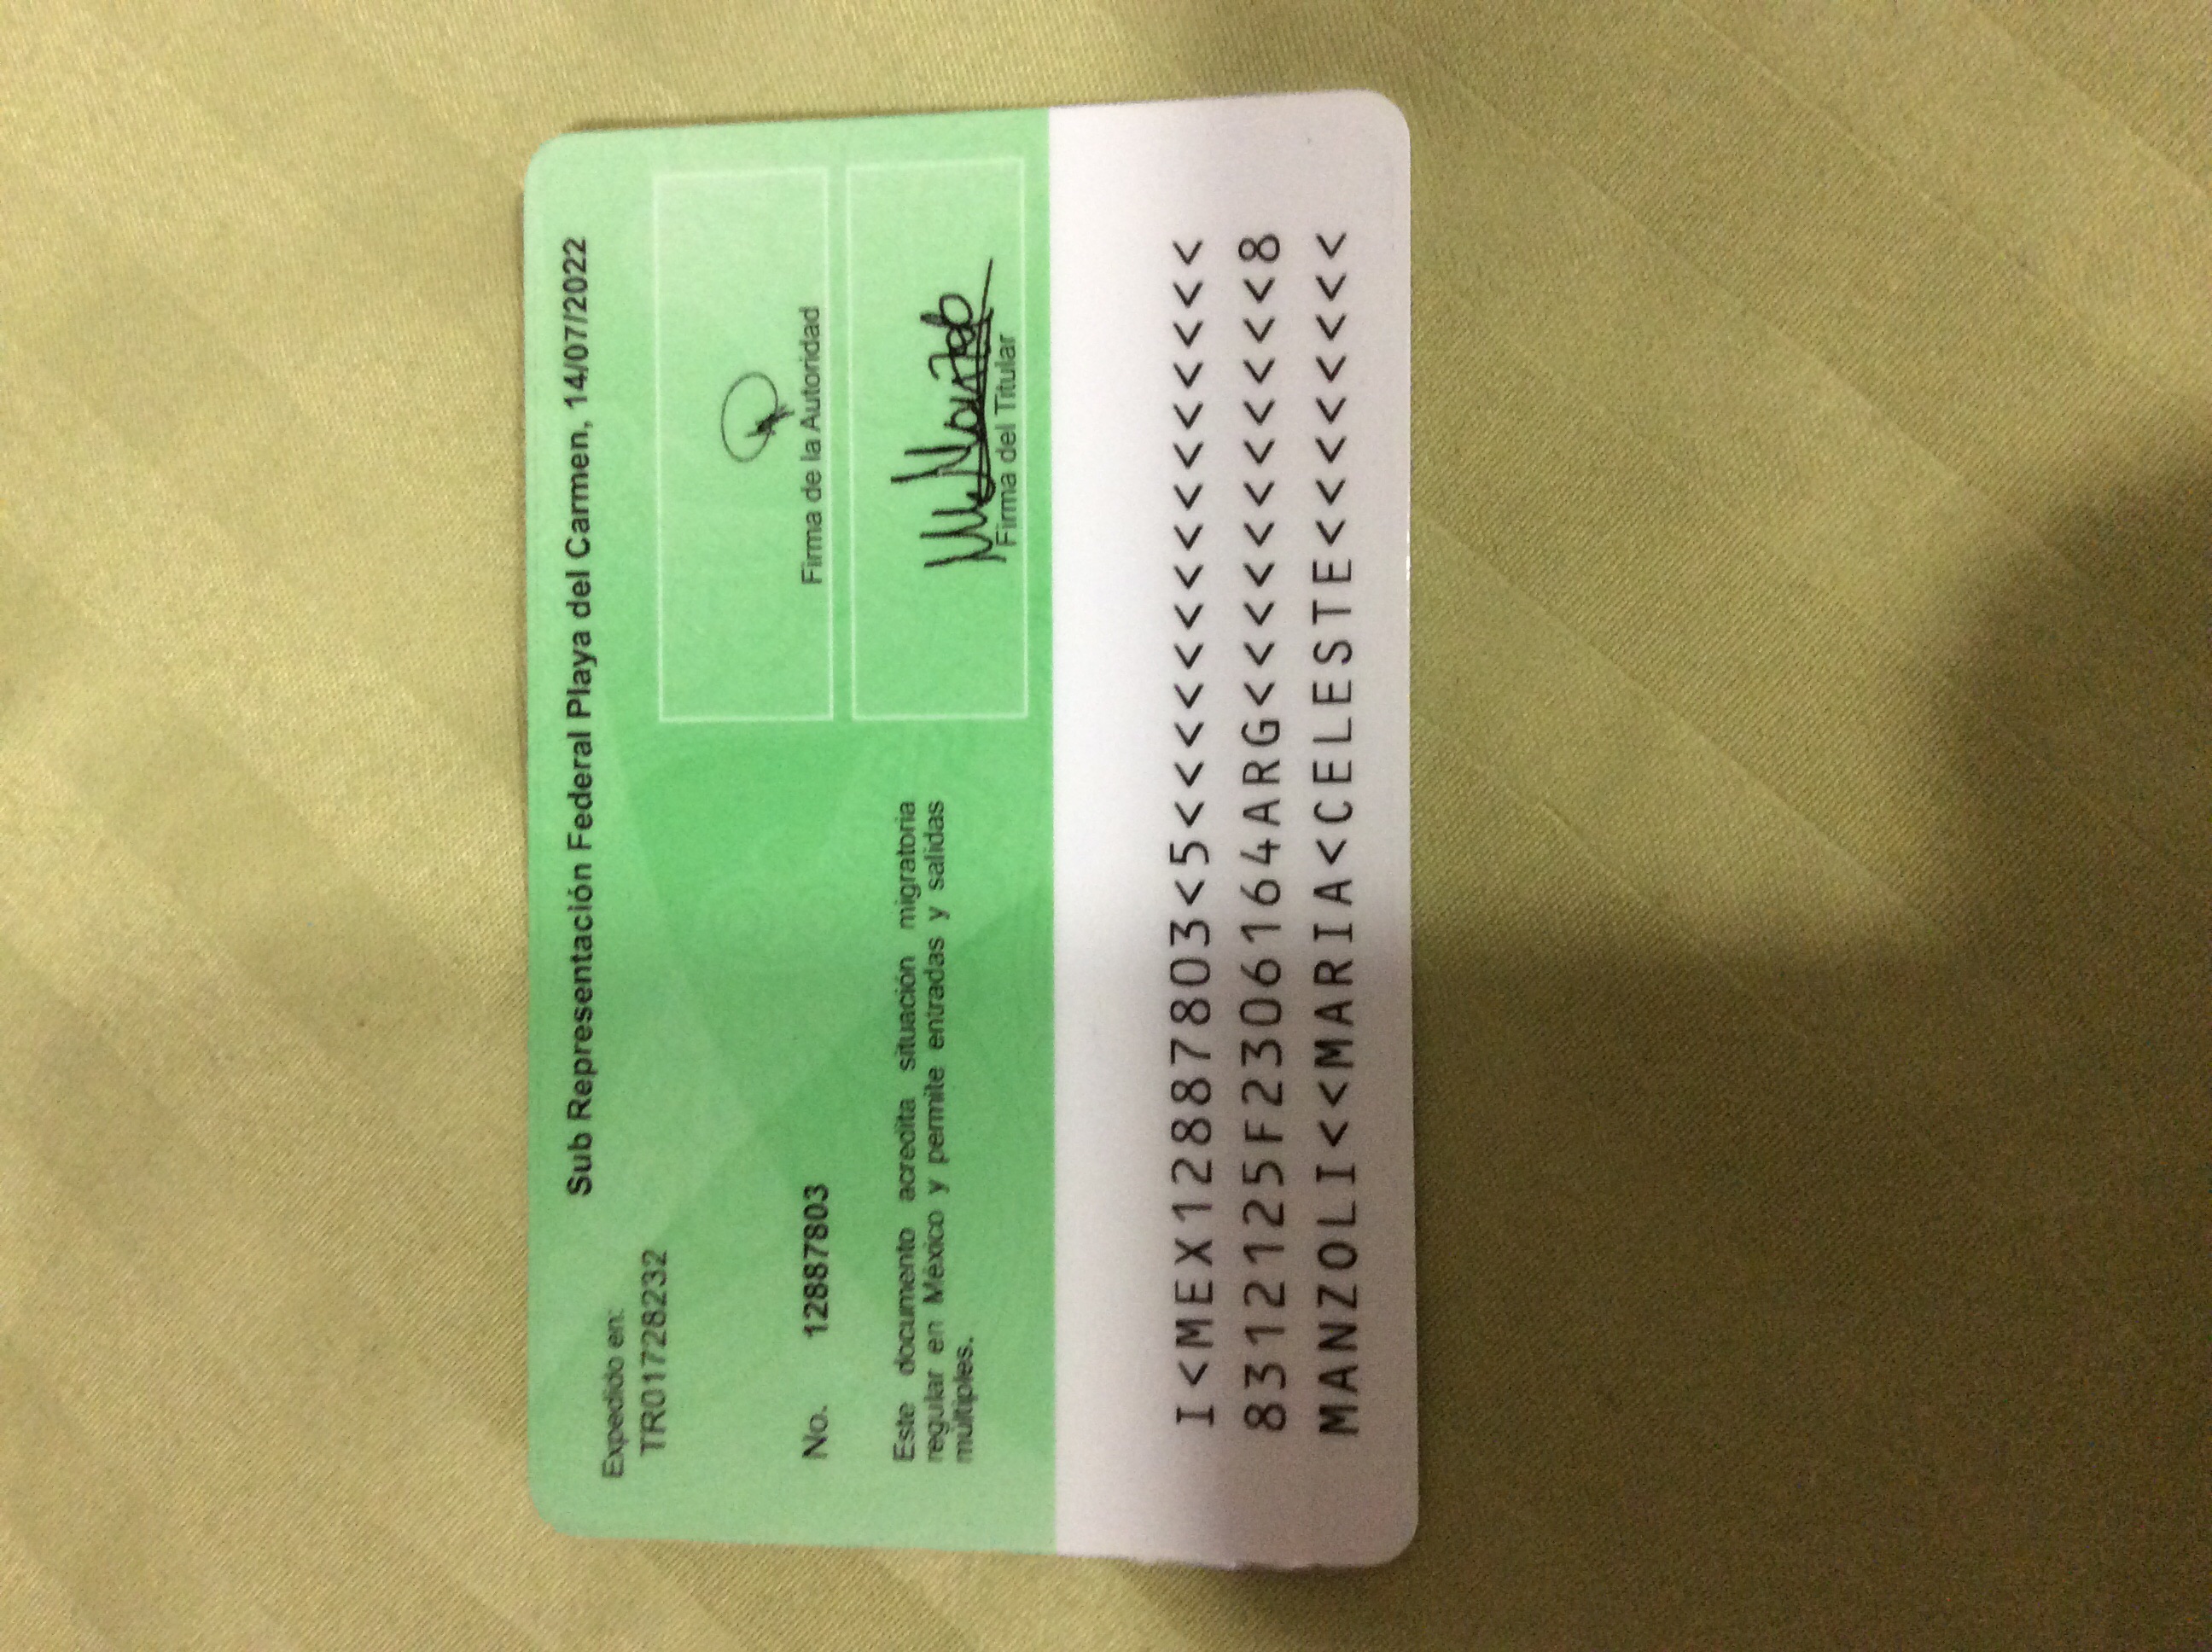 Expedido en:
Sub Representación Federal Playa del Carmen, 14/07/2022
TR01728232
No. 12887803
Firma de la Autoridad
Este documento acredita situación migratoria
regular en México y permite entradas y salidas
múltiples.
Firma del Titular
I<MEX12887803<5<<<<<<<<<<<<<<<
8312125F2306164ARG<<<<<<<<<<<8
MANZOLI<<MARIA<CELESTE<<<<<<<<